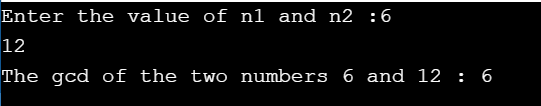 Enter the value of n1 and n2 :6
12
The gcd of the two numbers 6 and 12 : 6